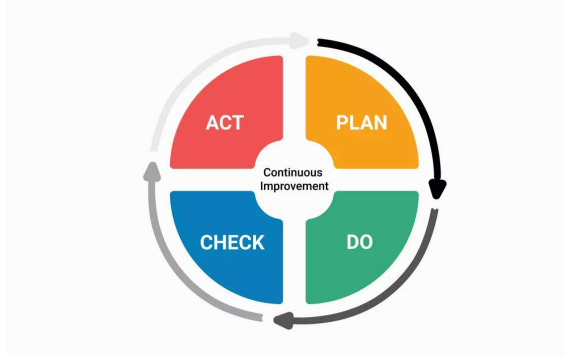 ACT
PLAN
Continuous
Improvement
CHECK
DO